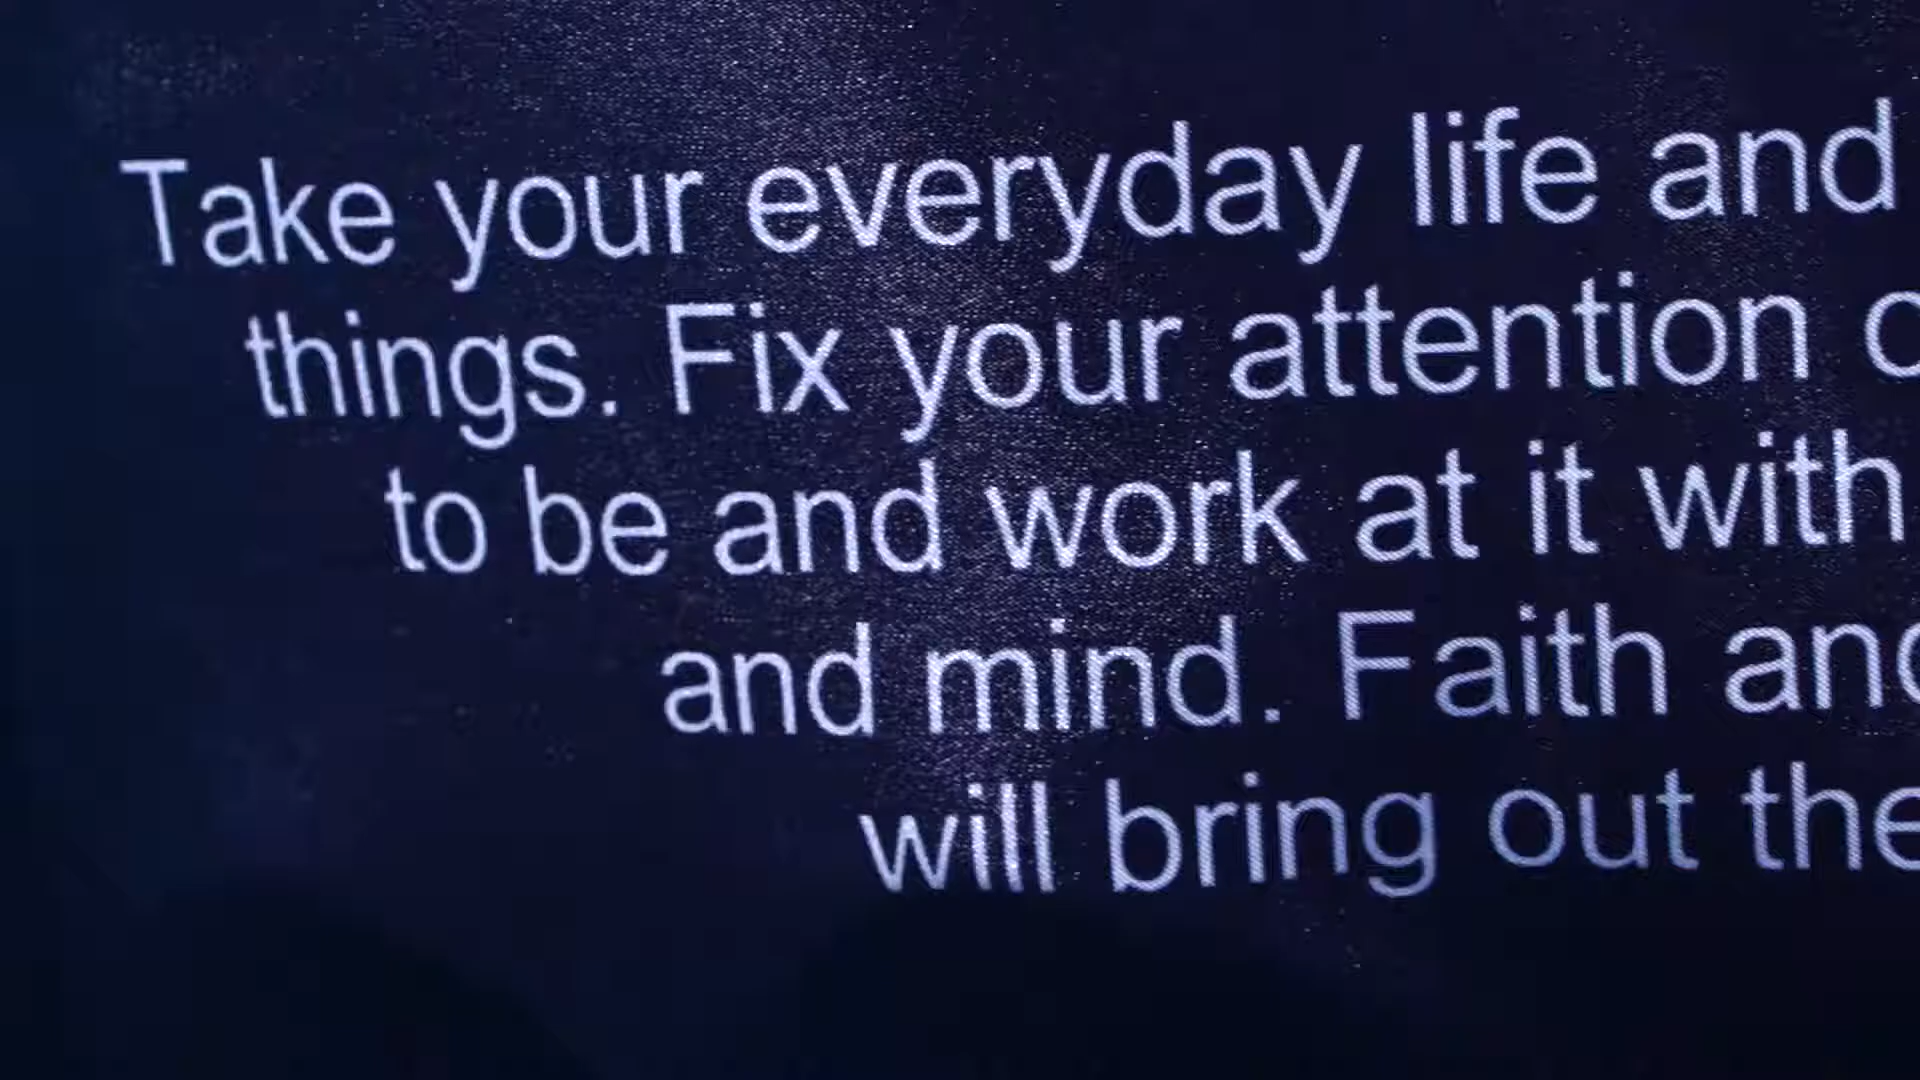 Take your everyday life and
things. Fix your attention
to be and work at it with
and mind. Faith and
will bring out the